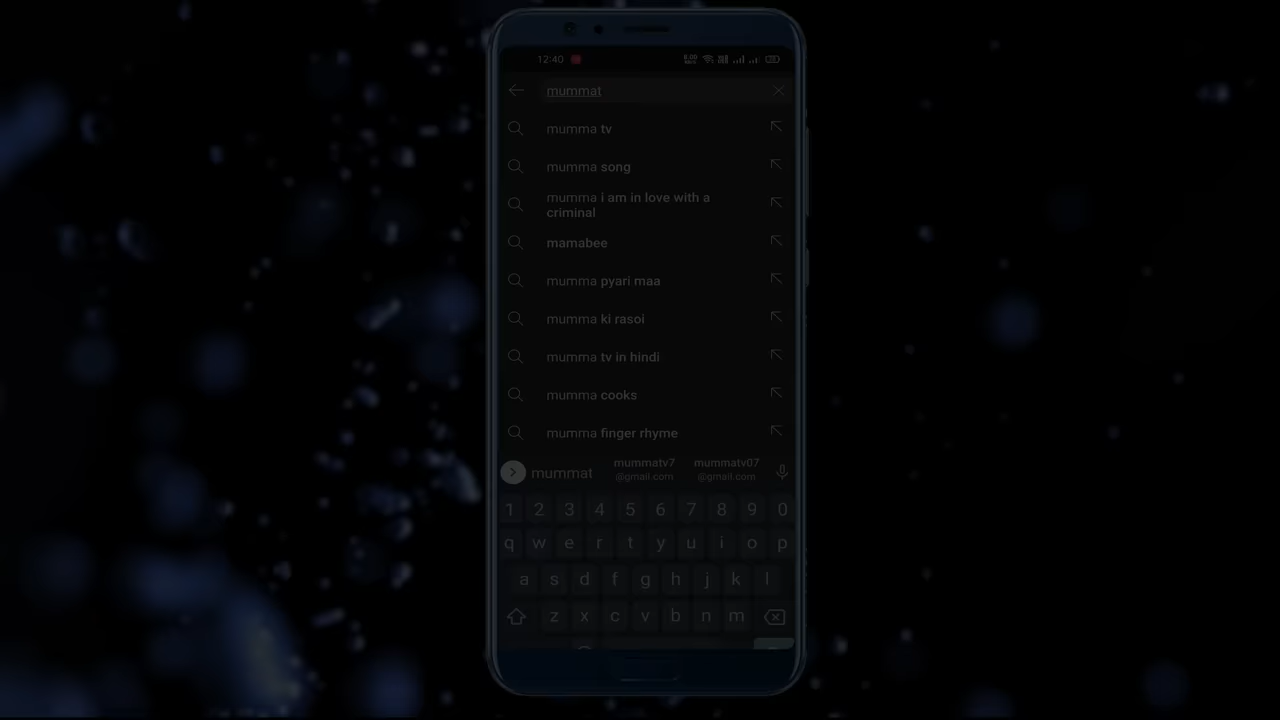 12:40
mummat
mumma tv
mumma song
mumma i am in love with a
criminal
mamabee
mumma pyari maa
mumma ki rasoi
mumma tv in hindi
mumma cooks
mumma finger rhyme
mummat mummatv7 mummatv07
@gmail.com @gmail.com
1 2 3 4 5 6 7 8 9 0
q w e r t y u i o p
a s d f g h j k l
z x c v b n m